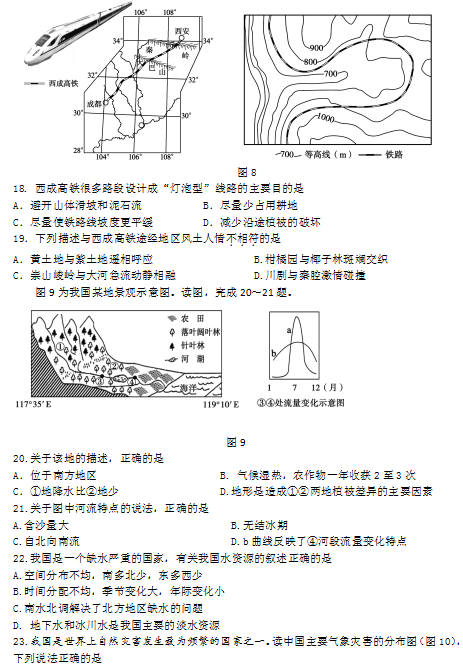 106° 108°
西安
34° 34°
秦
岭
巴
山
西成高铁
32° 32°
成都
30° 30°
28°
104° 106° 108°
900
800
700
1000
700 等高线（m） 铁路
图 8
18. 西成高铁很多路段设计成“灯泡型”线路的主要目的是
A．避开山体滑坡和泥石流 B．尽量少占用耕地
C．尽量使铁路线坡度更平缓 D．减少沿途植被的破坏
19．下列描述与西成高铁途经地区风土人情不相符的是
A．黄土地与紫土地遥相呼应 B.柑橘园与椰子林斑斓交织
C．崇山峻岭与大河急流动静相融 D.川剧与秦腔激情碰撞
图 9 为我国某地景观示意图。读图，完成 20～21 题。
农 田
落叶阔叶林
针叶林
河 湖
①
②
③
④
海洋
117°35′E 119°10′E
a
b
1 7 12（月）
③④处流量变化示意图
图 9
20.关于该地的描述，正确的是
A．位于南方地区 B. 气候湿热，农作物一年收获 2 至 3 次
C．①地降水比②地少 D.地形是造成①②两地植被差异的主要因素
21.关于图中河流特点的说法，正确的是
A.含沙量大 B.无结冰期
C.自北向南流 D.b 曲线反映了④河段流量变化特点
22.我国是一个缺水严重的国家，有关我国水资源的叙述正确的是
A.空间分布不均，南多北少，东多西少
B.时间分配不均，季节变化大，年际变化小
C.南水北调解决了北方地区缺水的问题
D．地下水和冰川水是我国主要的淡水资源
23.我国是世界上自然灾害发生最为频繁的国家之一。读中国主要气象灾害的分布图(图 10)，
下列说法正确的是